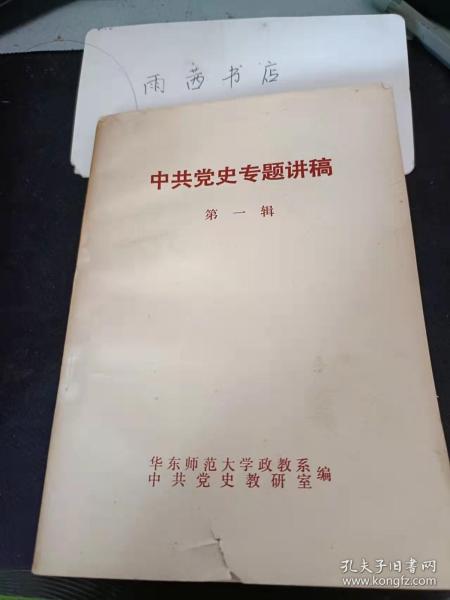 雨茜书店
中共党史专题讲稿
第一辑
华东师范大学政教系
中共党史教研室编
孔夫子旧书网
www.kongfz.com